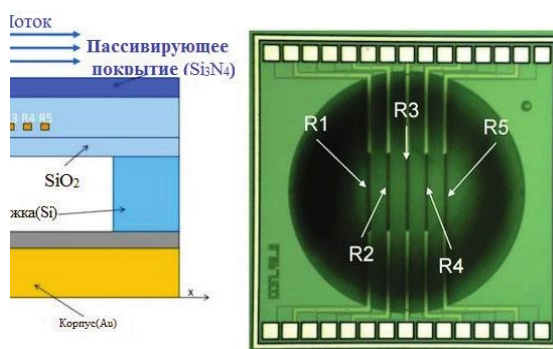 Поток
Пассивирующее
покрытие (Si₃N₄)
R4 R5
SiO₂
жка(Si)
x
Корпус(Au)
R3
R1
R5
R2
R4